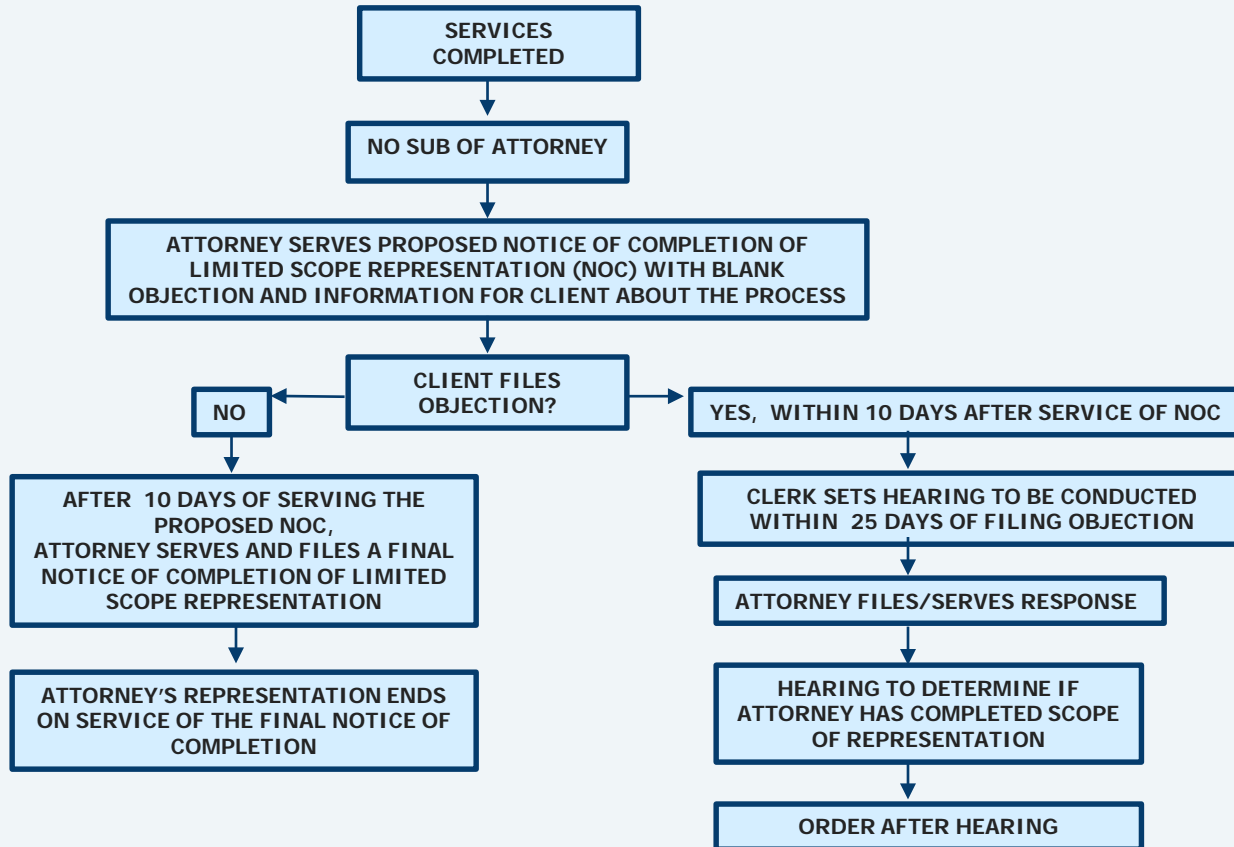 SERVICES
COMPLETED
NO SUB OF ATTORNEY
ATTORNEY SERVES PROPOSED NOTICE OF COMPLETION OF
LIMITED SCOPE REPRESENTATION (NOC) WITH BLANK
OBJECTION AND INFORMATION FOR CLIENT ABOUT THE PROCESS
CLIENT FILES
OBJECTION?
NO
AFTER 10 DAYS OF SERVING THE
PROPOSED NOC,
ATTORNEY SERVES AND FILES A FINAL
NOTICE OF COMPLETION OF LIMITED
SCOPE REPRESENTATION
ATTORNEY'S REPRESENTATION ENDS
ON SERVICE OF THE FINAL NOTICE OF
COMPLETION
YES, WITHIN 10 DAYS AFTER SERVICE OF NOC
CLERK SETS HEARING TO BE CONDUCTED
WITHIN 25 DAYS OF FILING OBJECTION
ATTORNEY FILES/SERVES RESPONSE
HEARING TO DETERMINE IF
ATTORNEY HAS COMPLETED SCOPE
OF REPRESENTATION
ORDER AFTER HEARING